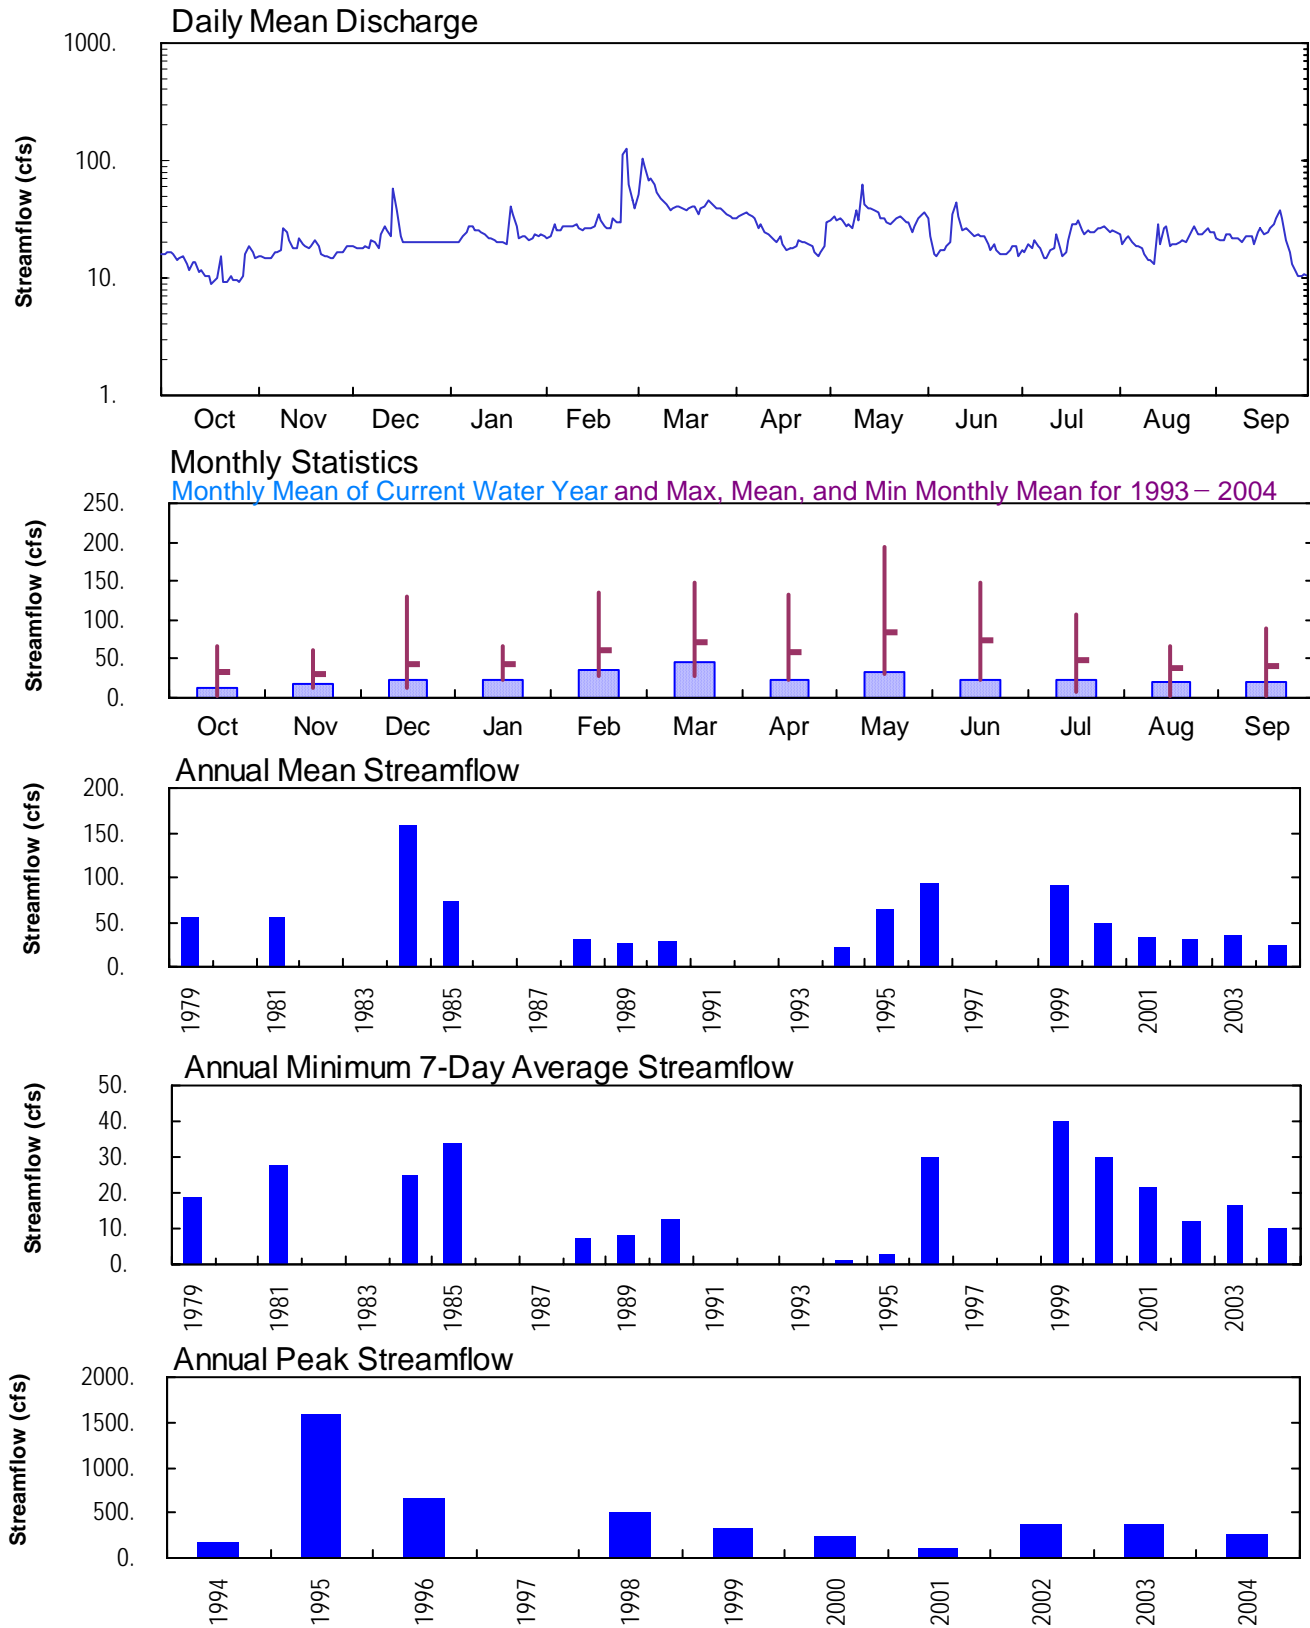 Daily Mean Discharge
Streamflow (cfs)
1000.
100.
10.
1.
Oct Nov Dec Jan Feb Mar Apr May Jun Jul Aug Sep
Monthly Statistics
Monthly Mean of Current Water Year and Max, Mean, and Min Monthly Mean for 1993 – 2004
Streamflow (cfs)
250.
200.
150.
100.
50.
0.
Oct Nov Dec Jan Feb Mar Apr May Jun Jul Aug Sep
Annual Mean Streamflow
Streamflow (cfs)
200.
150.
100.
50.
0.
1979 1981 1983 1985 1987 1989 1991 1993 1995 1997 1999 2001 2003
Annual Minimum 7-Day Average Streamflow
Streamflow (cfs)
50.
40.
30.
20.
10.
0.
1979 1981 1983 1985 1987 1989 1991 1993 1995 1997 1999 2001 2003
Annual Peak Streamflow
Streamflow (cfs)
2000.
1500.
1000.
500.
0.
1994 1995 1996 1997 1998 1999 2000 2001 2002 2003 2004